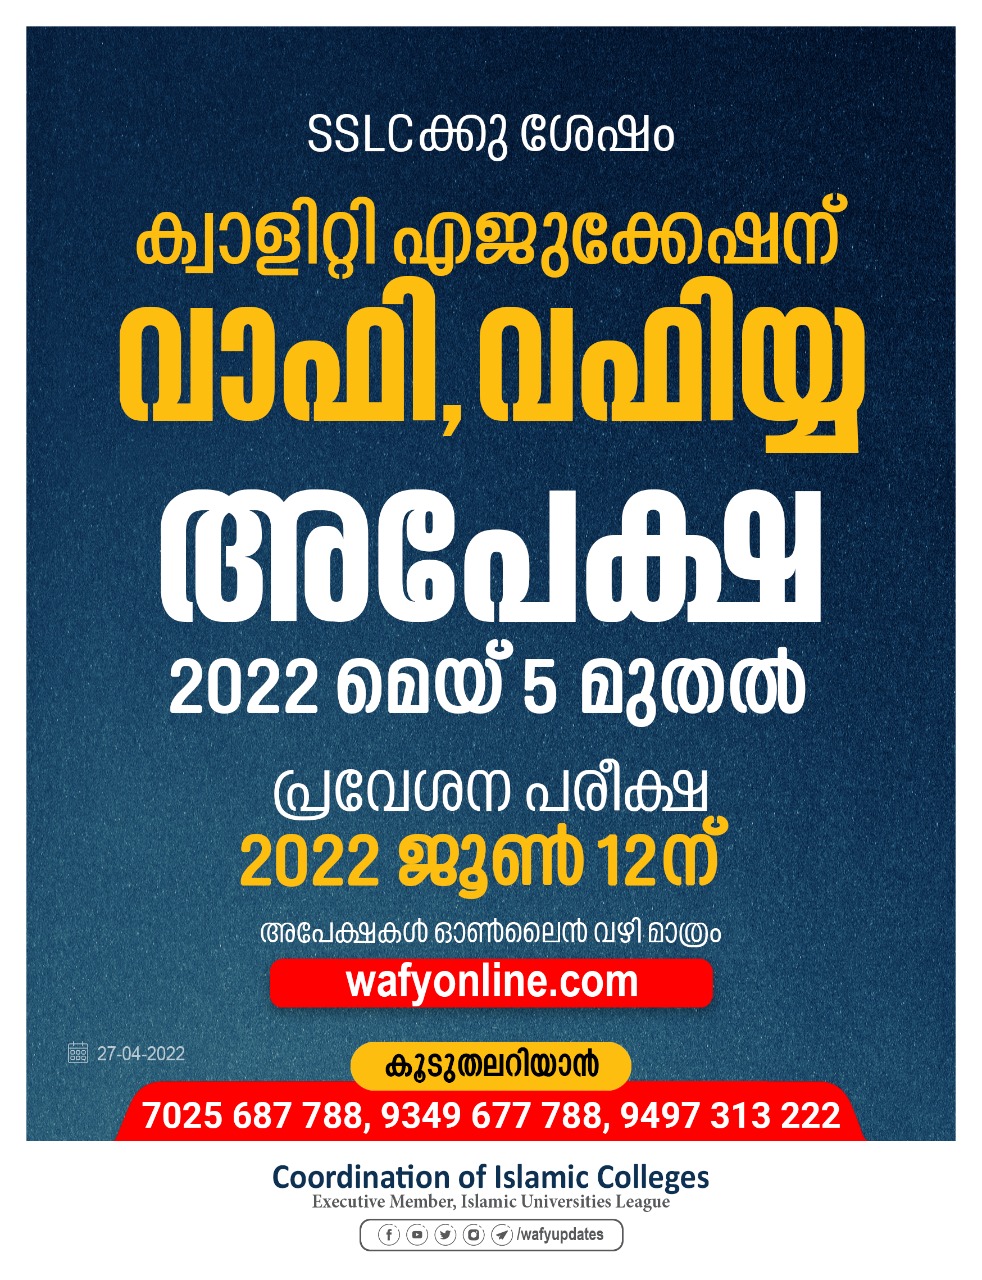 SSLCക്കു ശേഷം
ക്വാളിറ്റി എജുക്കേഷന്
വാഫി, വഫിയ്യ
അപേക്ഷ
2022 മെയ് 5 മുതൽ
പ്രവേശന പരീക്ഷ
2022 ജൂൺ 12ന്
അപേക്ഷകൾ ഓൺലൈൻ വഴി മാത്രം
wafyonline.com
27-04-2022
കൂടുതലറിയാൻ
7025 687 788, 9349 677 788, 9497 313 222
Coordination of Islamic Colleges
Executive Member, Islamic Universities League
/wafyupdates